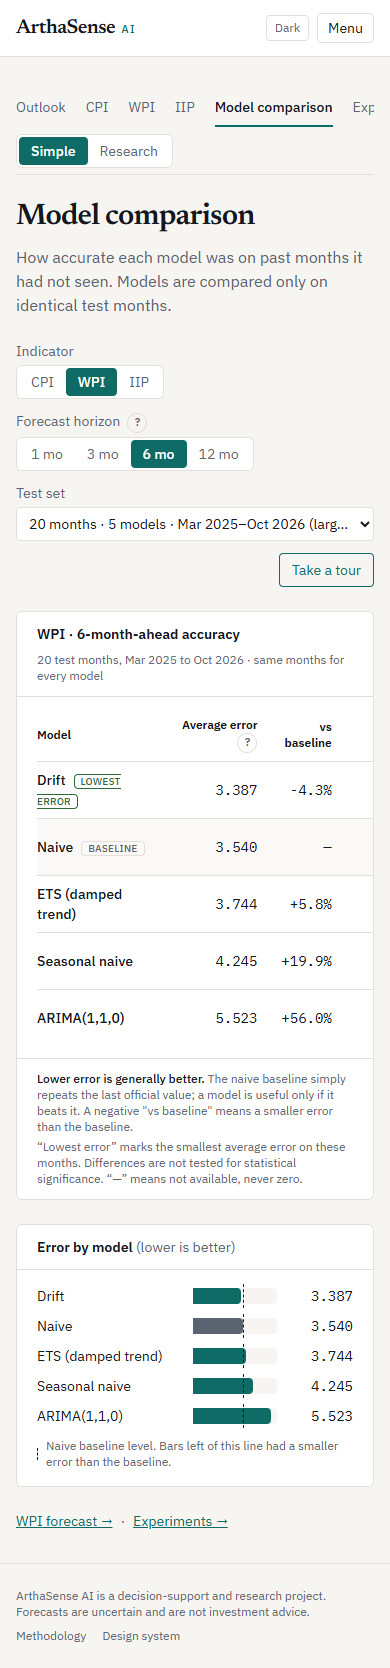 ArthaSense AI
Dark
Menu
Outlook CPI WPI IIP Model comparison Exp
Simple Research
Model comparison
How accurate each model was on past months it
had not seen. Models are compared only on
identical test months.
Indicator
CPI WPI IIP
Forecast horizon ?
1 mo 3 mo 6 mo 12 mo
Test set
20 months · 5 models · Mar 2025–Oct 2026 (larg...
Take a tour
WPI · 6-month-ahead accuracy
20 test months, Mar 2025 to Oct 2026 · same months for
every model
Model Average error ? vs baseline
Drift LOWEST ERROR 3.387 -4.3%
Naive BASELINE 3.540 —
ETS (damped trend) 3.744 +5.8%
Seasonal naive 4.245 +19.9%
ARIMA(1,1,0) 5.523 +56.0%
Lower error is generally better. The naive baseline simply
repeats the last official value; a model is useful only if it
beats it. A negative "vs baseline" means a smaller error
than the baseline.
“Lowest error” marks the smallest average error on these
months. Differences are not tested for statistical
significance. “—” means not available, never zero.
Error by model (lower is better)
Drift 3.387
Naive 3.540
ETS (damped trend) 3.744
Seasonal naive 4.245
ARIMA(1,1,0) 5.523
Naive baseline level. Bars left of this line had a smaller
error than the baseline.
WPI forecast → · Experiments →
ArthaSense AI is a decision-support and research project.
Forecasts are uncertain and are not investment advice.
Methodology Design system